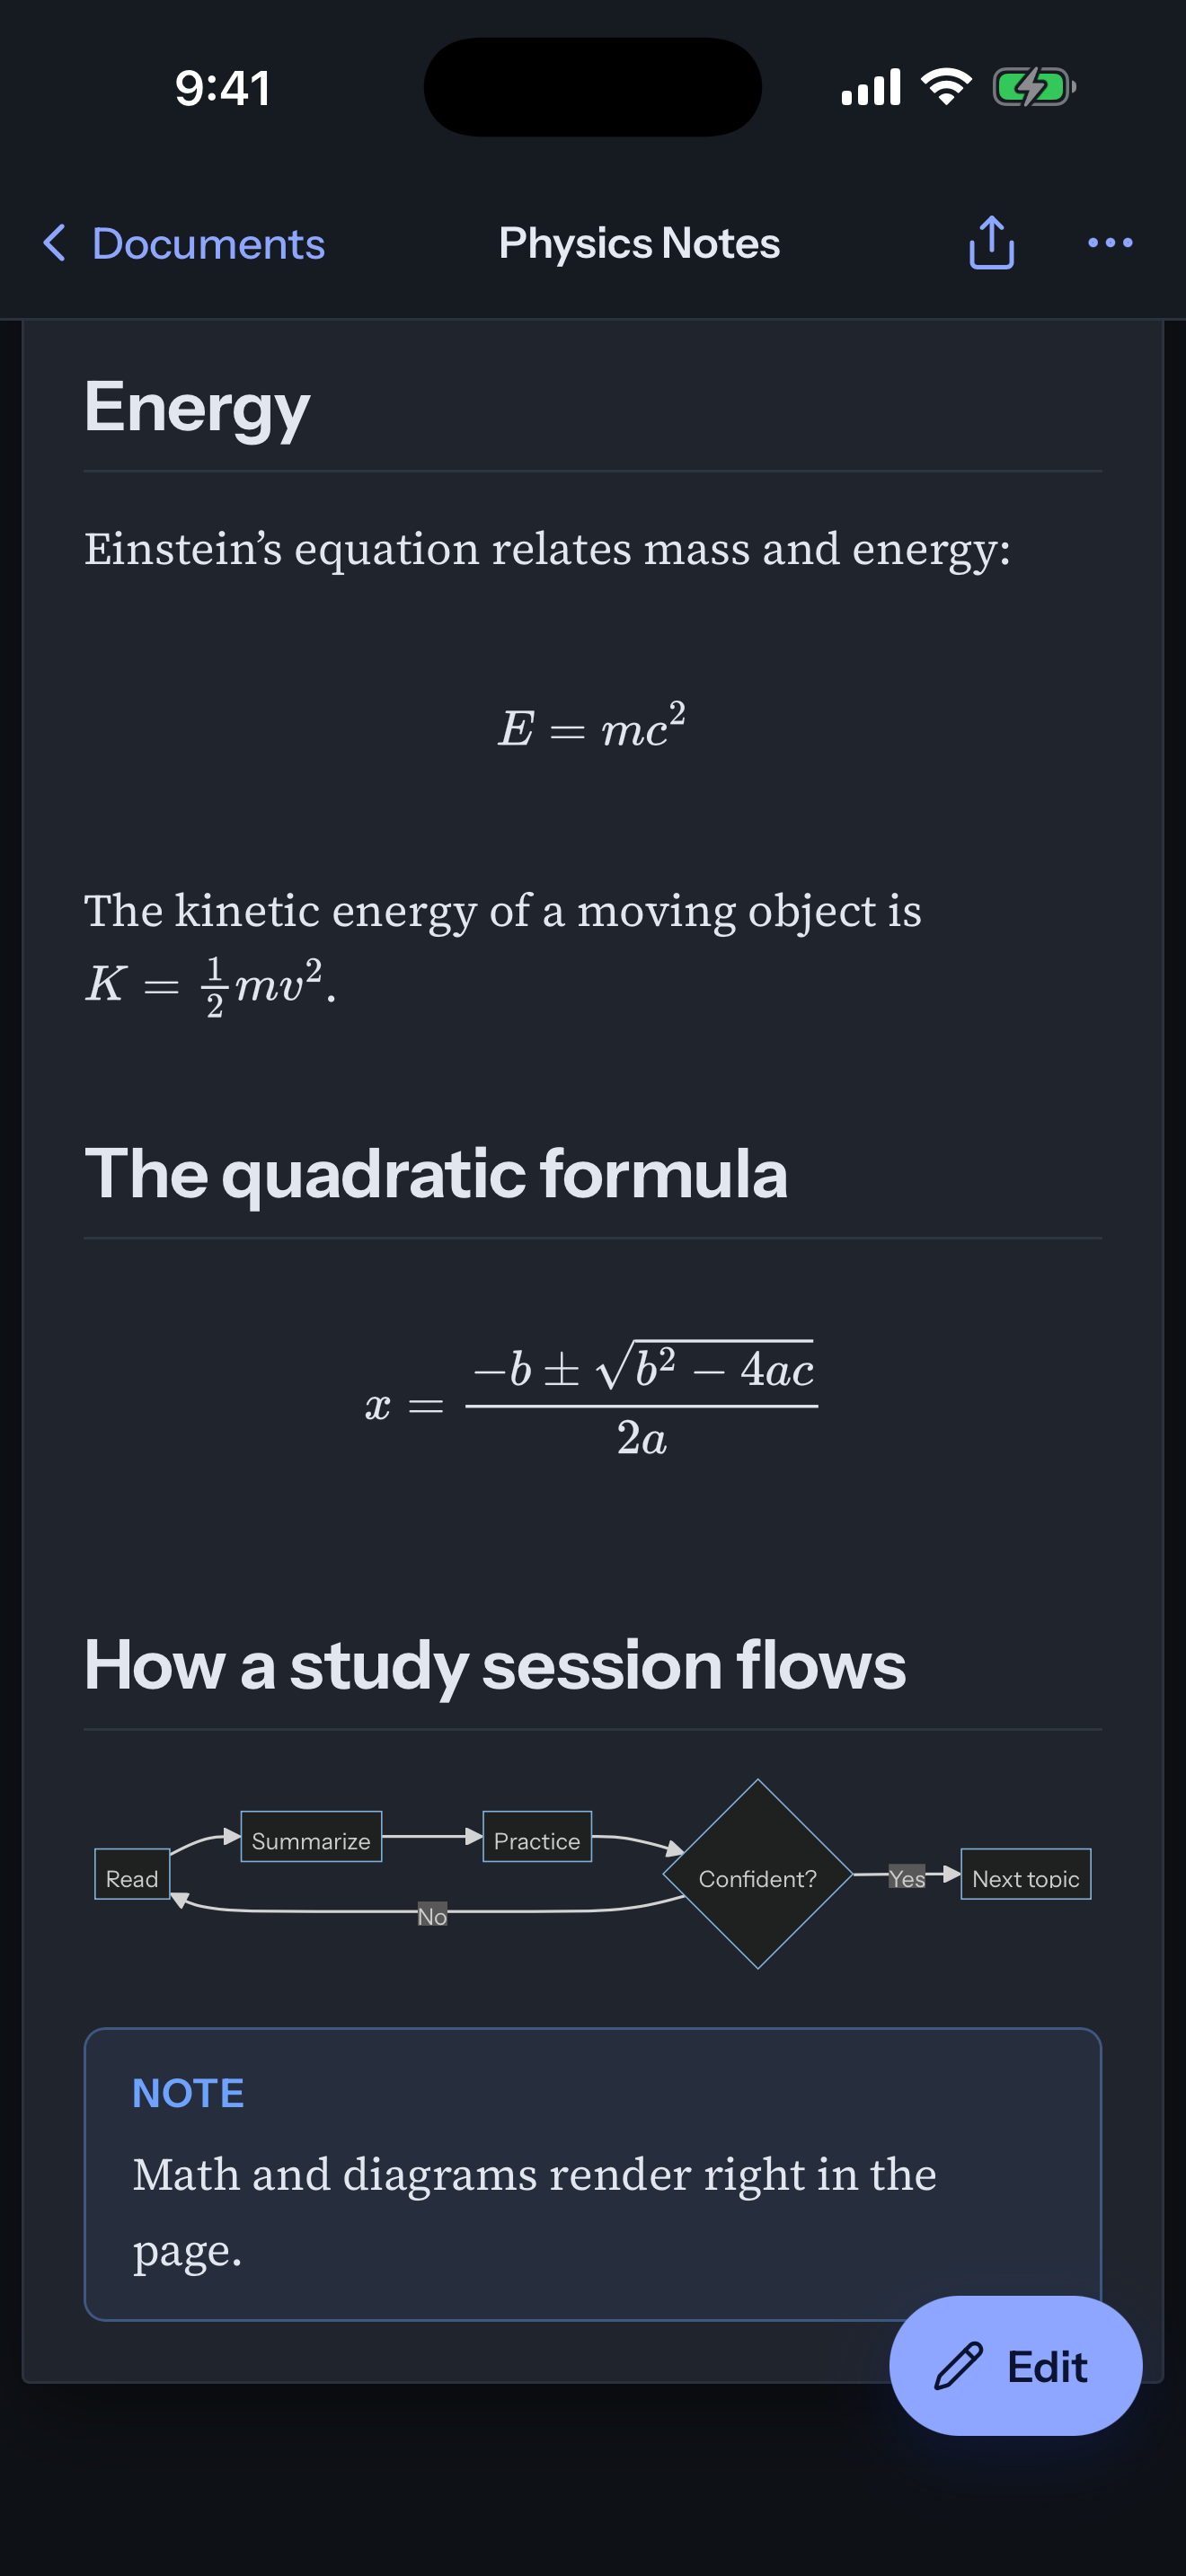 9:41
Documents
Physics Notes
Energy
Einstein’s equation relates mass and energy:
E = mc²
The kinetic energy of a moving object is
K = ½mv².
The quadratic formula
x = (−b ± √(b² − 4ac)) / 2a
How a study session flows
Read
Summarize
Practice
Confident?
Yes
Next topic
No
NOTE
Math and diagrams render right in the
page.
Edit